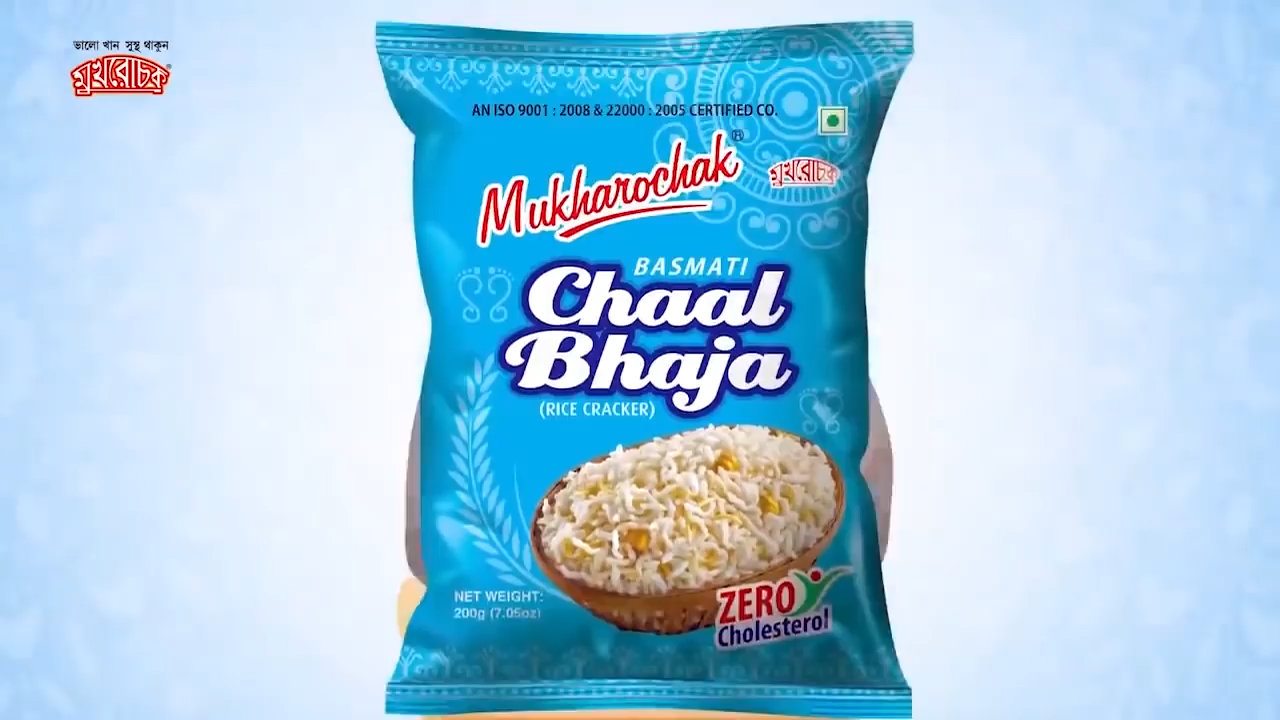 ভালো খান সুস্থ থাকুন
মুখরোচক
AN ISO 9001 : 2008 & 22000 : 2005 CERTIFIED CO.
Mukharochak®
মুখরোচক
BASMATI
Chaal
Bhaja
(RICE CRACKER)
NET WEIGHT:
200g (7.05oz)
ZERO
Cholesterol